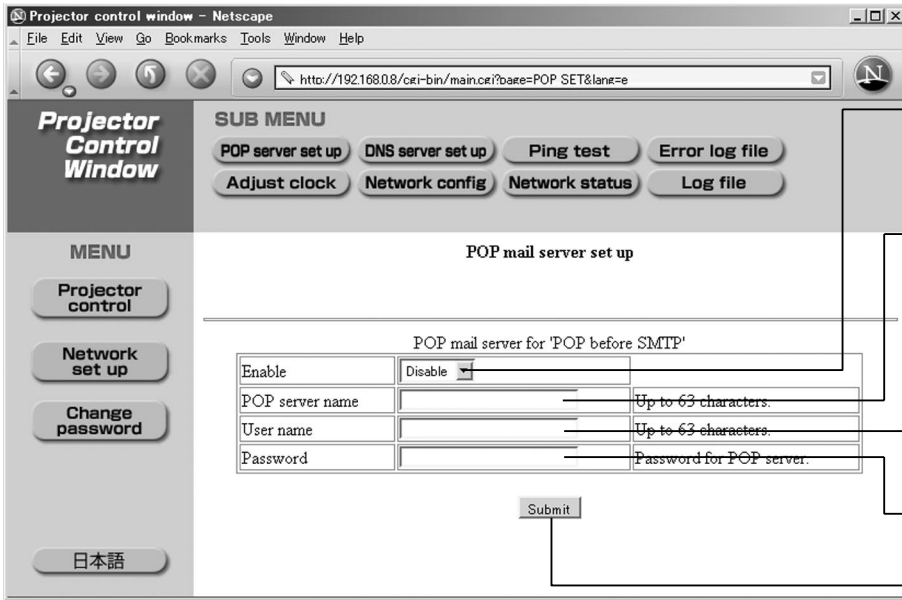 Projector control window - Netscape
File Edit View Go Bookmarks Tools Window Help
http://192.168.0.8/cgi-bin/main.cgi?page=POP SET&lang=e
N
Projector
Control
Window
SUB MENU
POP server set up DNS server set up Ping test Error log file
Adjust clock Network config Network status Log file
MENU
Projector
control
Network
set up
Change
password
日本語
POP mail server set up
POP mail server for 'POP before SMTP'
Enable Disable
POP server name Up to 63 characters.
User name Up to 63 characters.
Password Password for POP server.
Submit